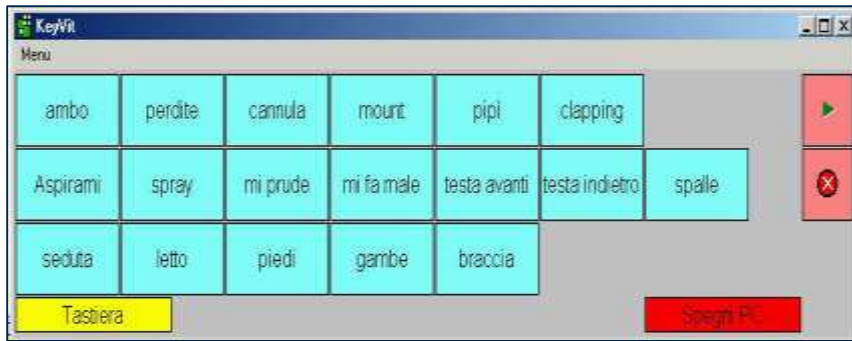 KeyVit
Menu
ambo perdite cannula mount pipì clapping
Aspirami spray mi prude mi fa male testa avanti testa indietro spalle
seduta letto piedi gambe braccia
Tastiera Spegni PC